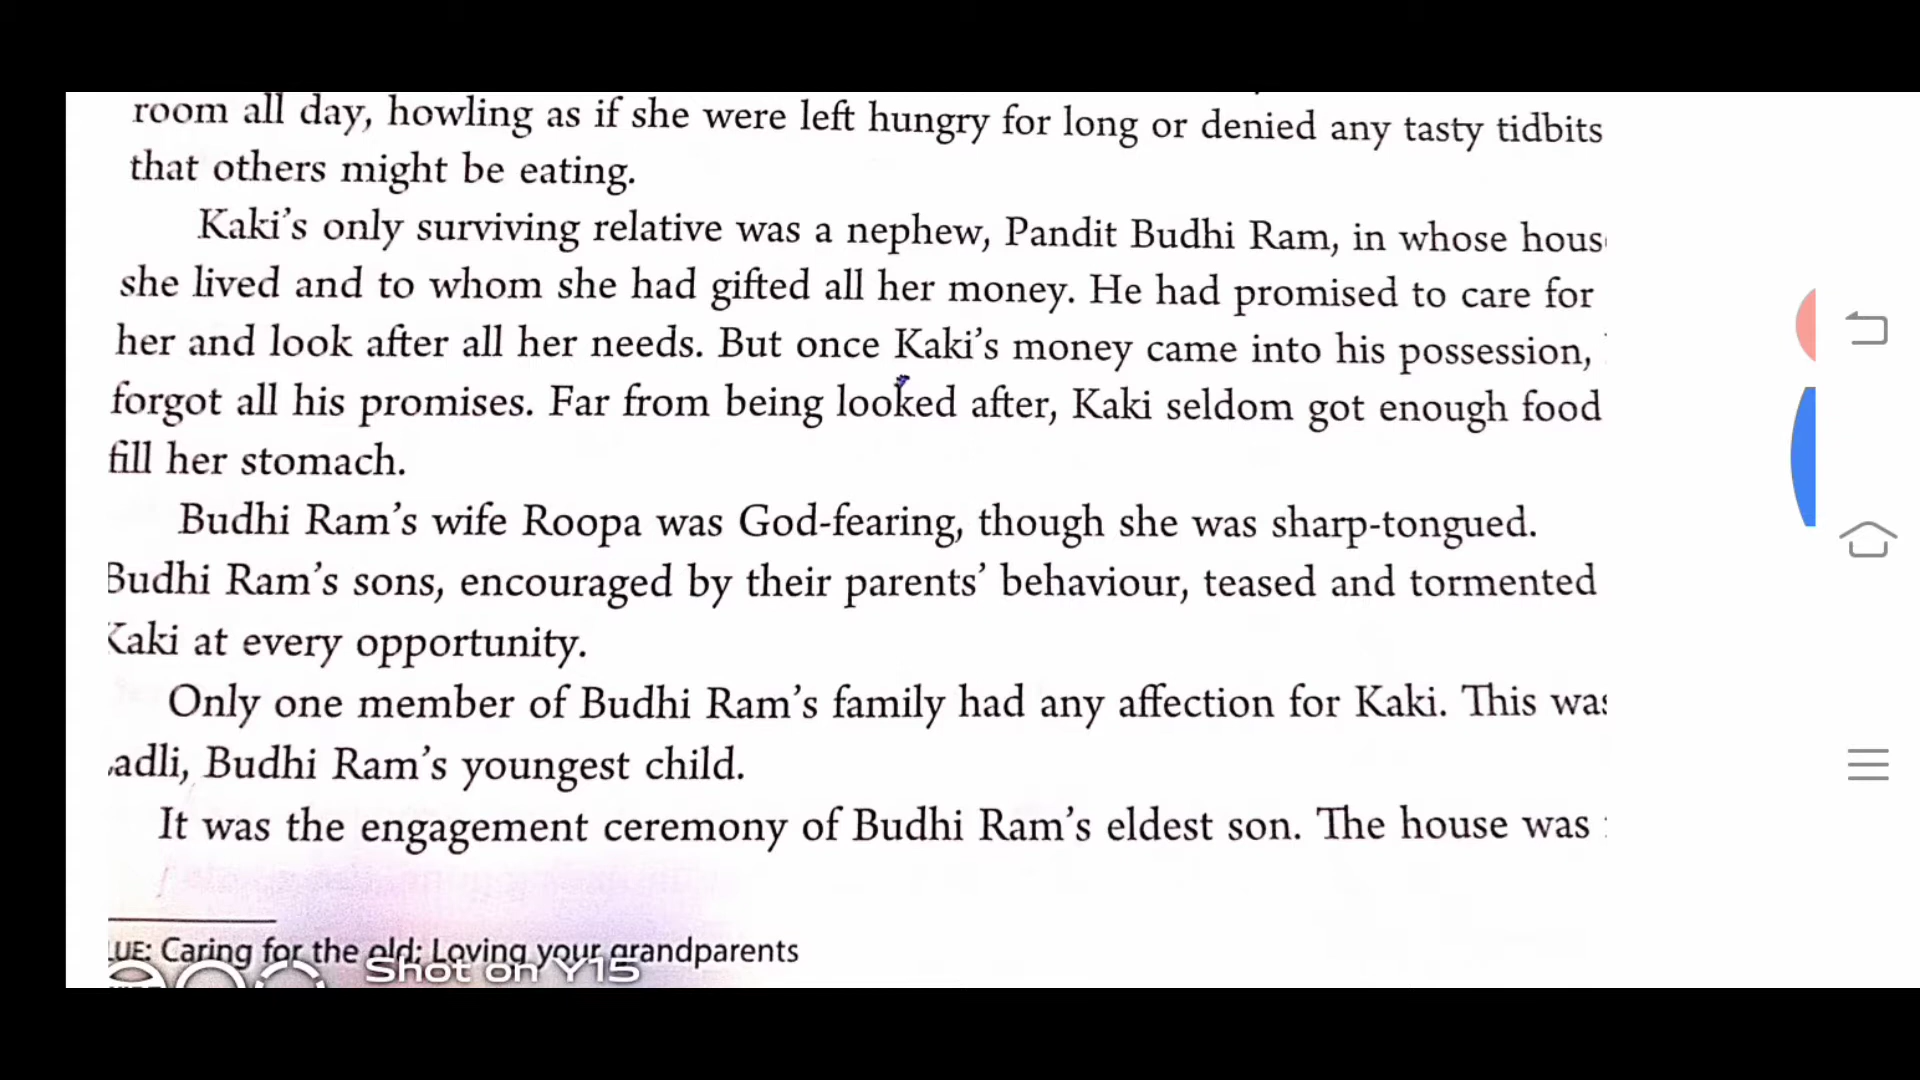 room all day, howling as if she were left hungry for long or denied any tasty tidbits
that others might be eating.
Kaki's only surviving relative was a nephew, Pandit Budhi Ram, in whose hous
she lived and to whom she had gifted all her money. He had promised to care for
her and look after all her needs. But once Kaki's money came into his possession,
forgot all his promises. Far from being looked after, Kaki seldom got enough food
fill her stomach.
Budhi Ram's wife Roopa was God-fearing, though she was sharp-tongued.
Budhi Ram's sons, encouraged by their parents' behaviour, teased and tormented
Kaki at every opportunity.
Only one member of Budhi Ram's family had any affection for Kaki. This was
adli, Budhi Ram's youngest child.
It was the engagement ceremony of Budhi Ram's eldest son. The house was
LUE: Caring for the old; Loving your grandparents
Shot on Y15